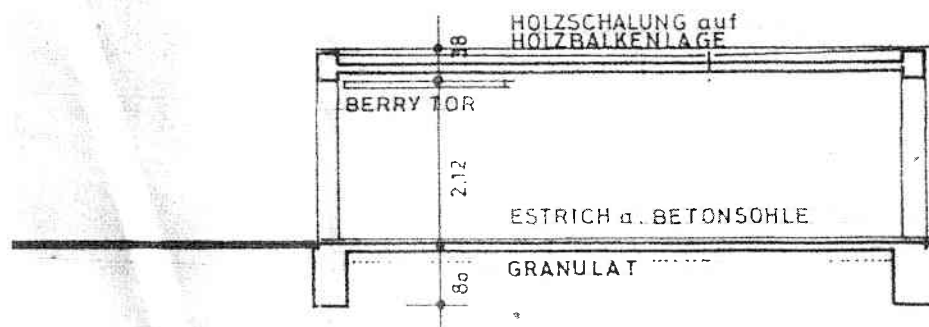 HOLZSCHALUNG auf
HOLZBALKENLAGE
38
BERRY TOR
2.12
ESTRICH a. BETONSOHLE
GRANULAT
80